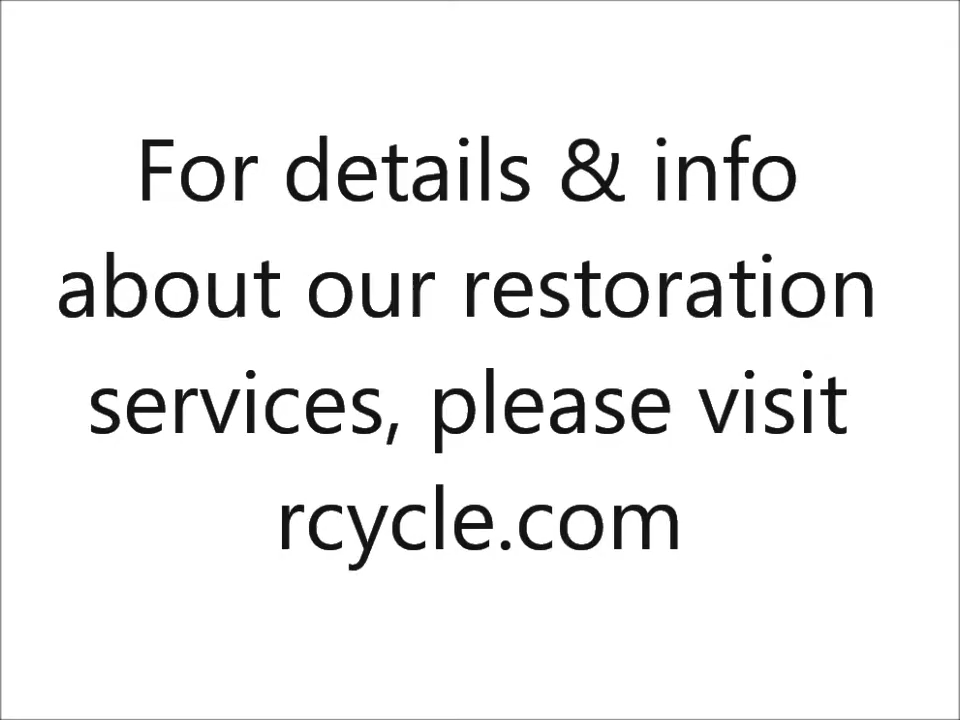 For details & info
about our restoration
services, please visit
rcycle.com